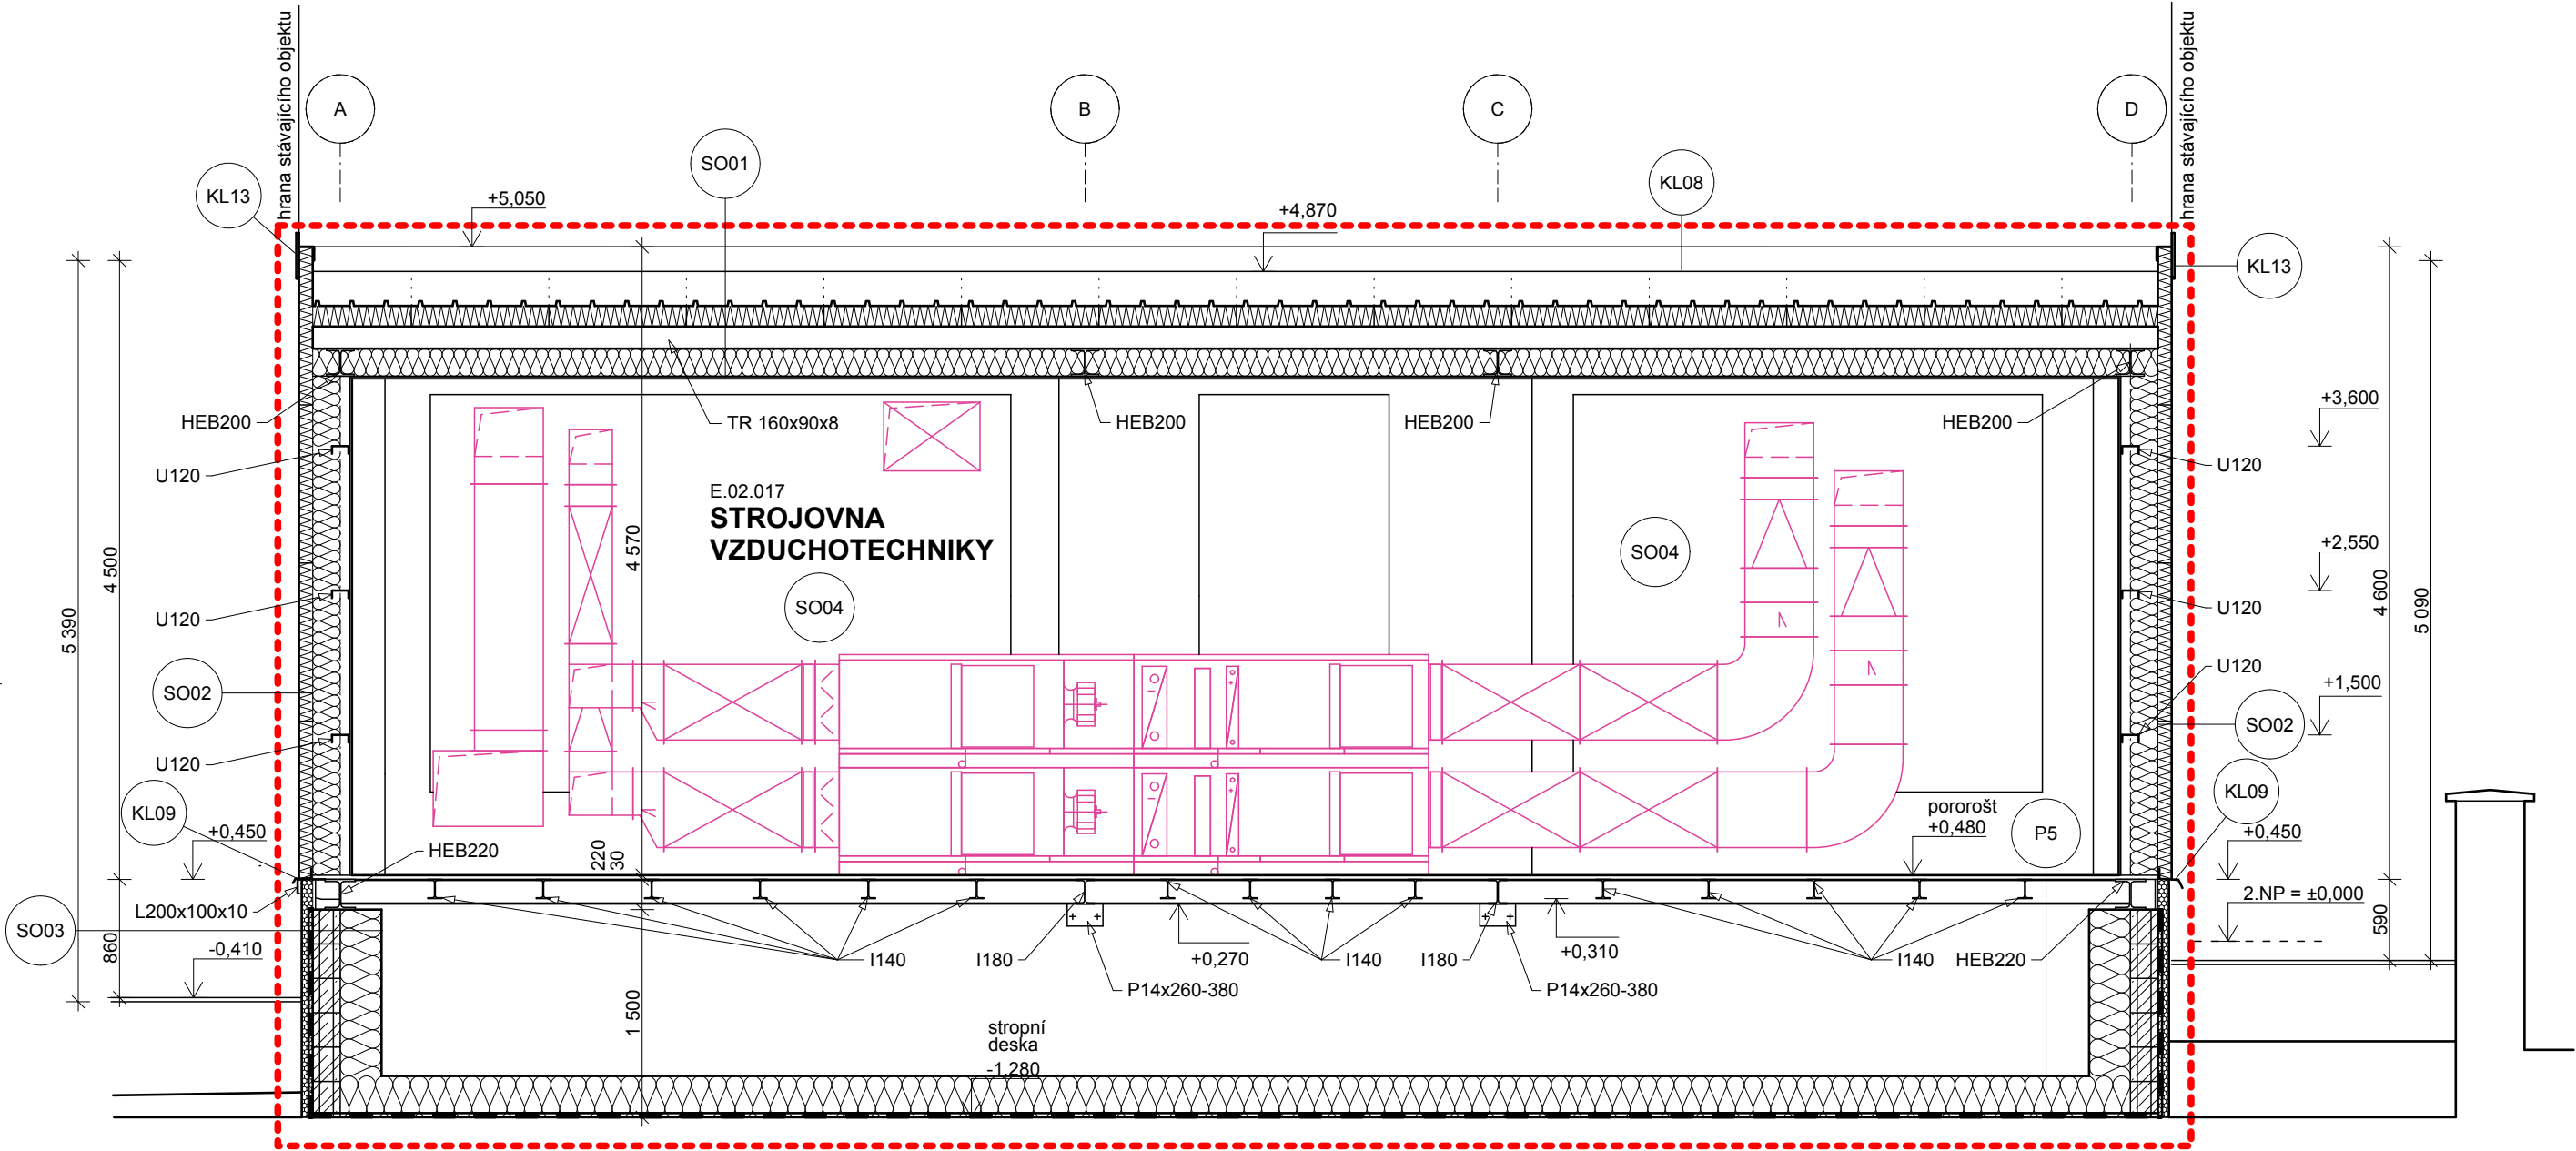 hrana stávajícího objektu
hrana stávajícího objektu
A
B
C
D
SO01
KL13
KL08
+5,050
+4,870
KL13
HEB200
TR 160x90x8
HEB200
HEB200
HEB200
+3,600
U120
U120
E.02.017
STROJOVNA
VZDUCHOTECHNIKY
4 500
4 570
SO04
SO04
+2,550
4 600
5 390
5 090
U120
U120
U120
SO02
+1,500
SO02
U120
KL09
KL09
pororošt
+0,480
P5
+0,450
+0,450
220
30
HEB220
2.NP = ±0,000
L200x100x10
SO03
860
-0,410
I140
I180
+0,270
I140
I180
+0,310
I140
HEB220
590
P14x260-380
P14x260-380
1 500
stropní
deska
-1,280